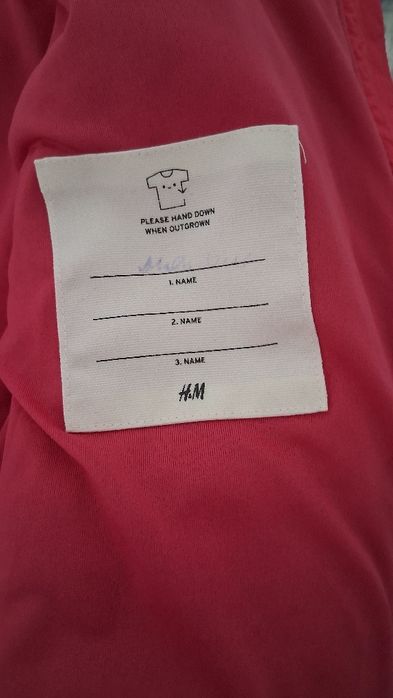 PLEASE HAND DOWN
WHEN OUTGROWN
1. NAME
2. NAME
3. NAME
H&M